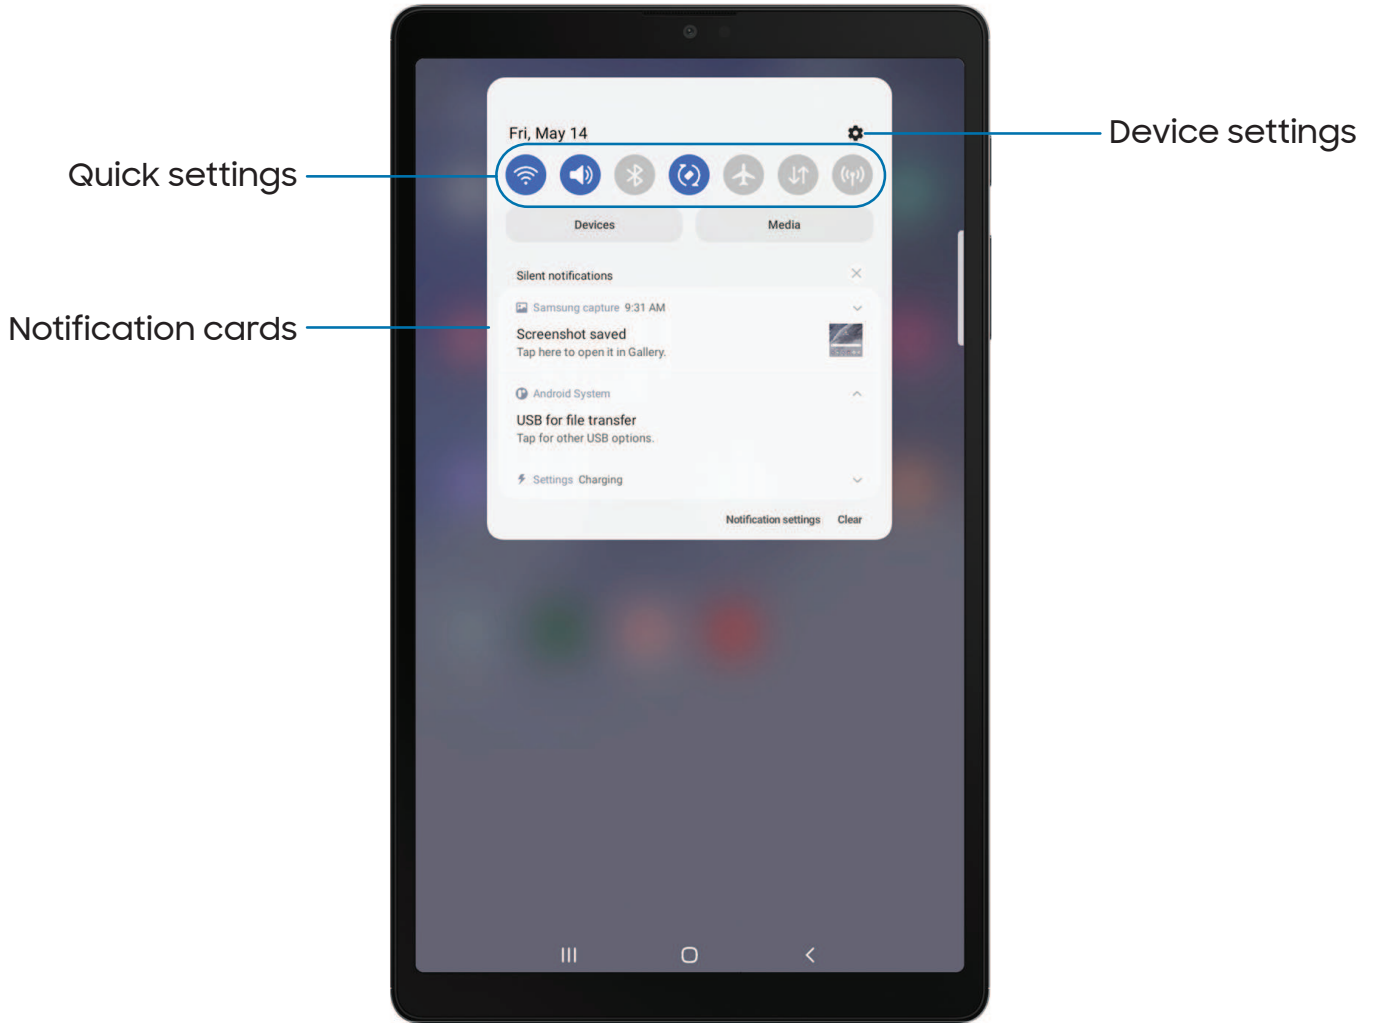 Fri, May 14
Device settings
Quick settings
Devices
Media
Silent notifications
Samsung capture 9:31 AM
Notification cards
Screenshot saved
Tap here to open it in Gallery.
Android System
USB for file transfer
Tap for other USB options.
Settings Charging
Notification settings Clear